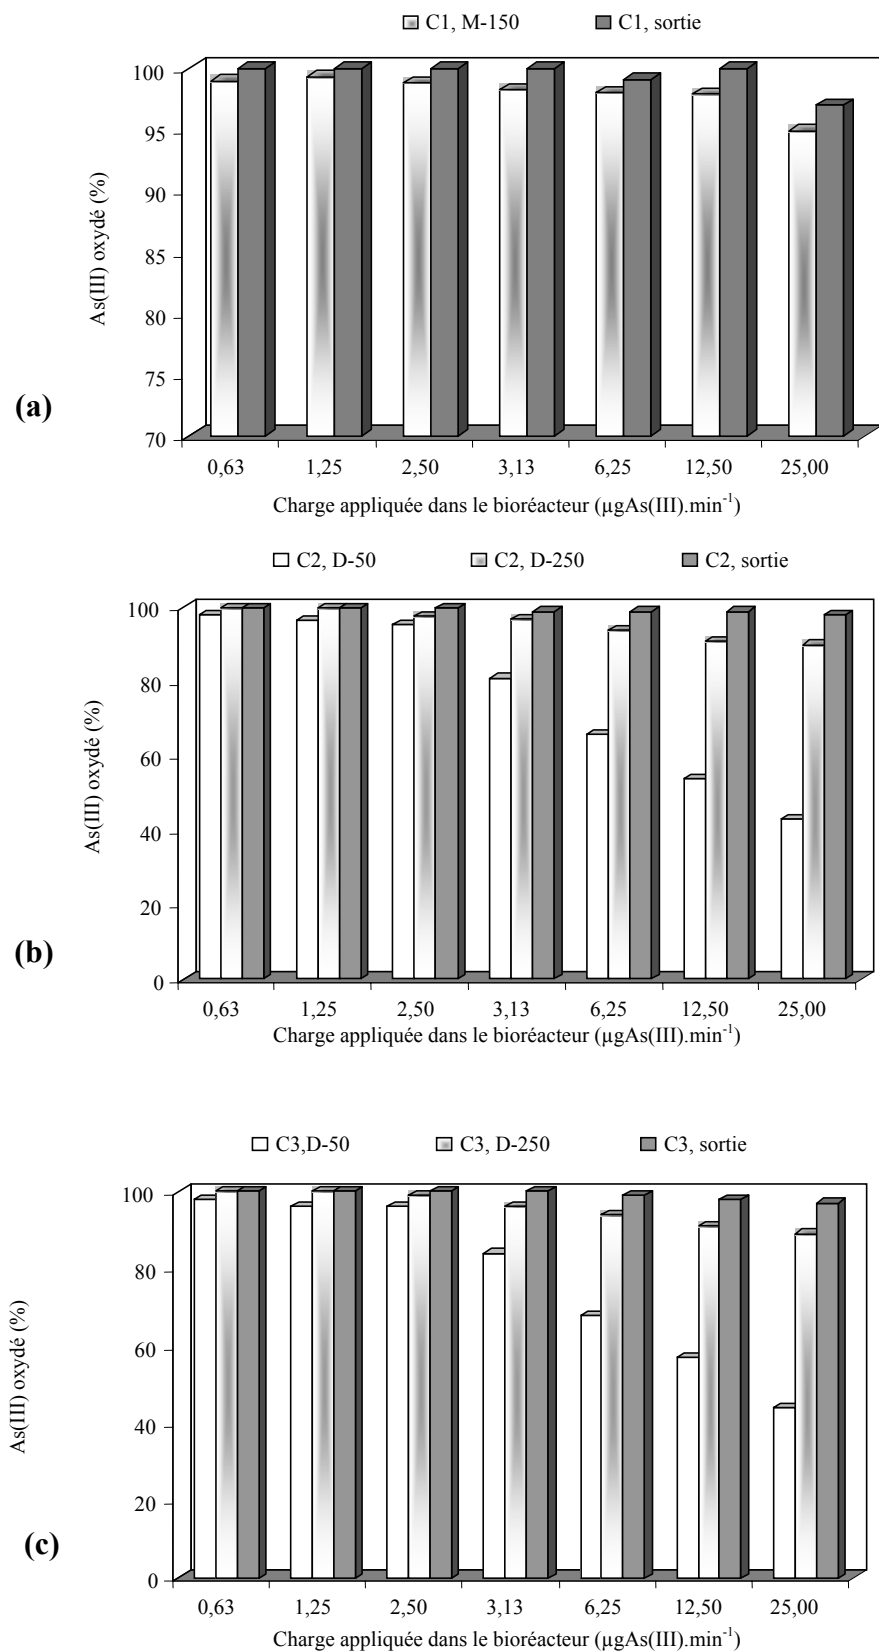 C1, M-150 C1, sortie
100
95
90
85
80
75
70
As(III) oxydé (%)
(a)
0,63 1,25 2,50 3,13 6,25 12,50 25,00
Charge appliquée dans le bioréacteur (µgAs(III).min⁻¹)
C2, D-50 C2, D-250 C2, sortie
100
80
60
40
20
0
As(III) oxydé (%)
(b)
0,63 1,25 2,50 3,13 6,25 12,50 25,00
Charge appliquée dans le bioréacteur (µgAs(III).min⁻¹)
C3,D-50 C3, D-250 C3, sortie
100
80
60
40
20
0
As(III) oxydé (%)
(c)
0,63 1,25 2,50 3,13 6,25 12,50 25,00
Charge appliquée dans le bioréacteur (µgAs(III).min⁻¹)